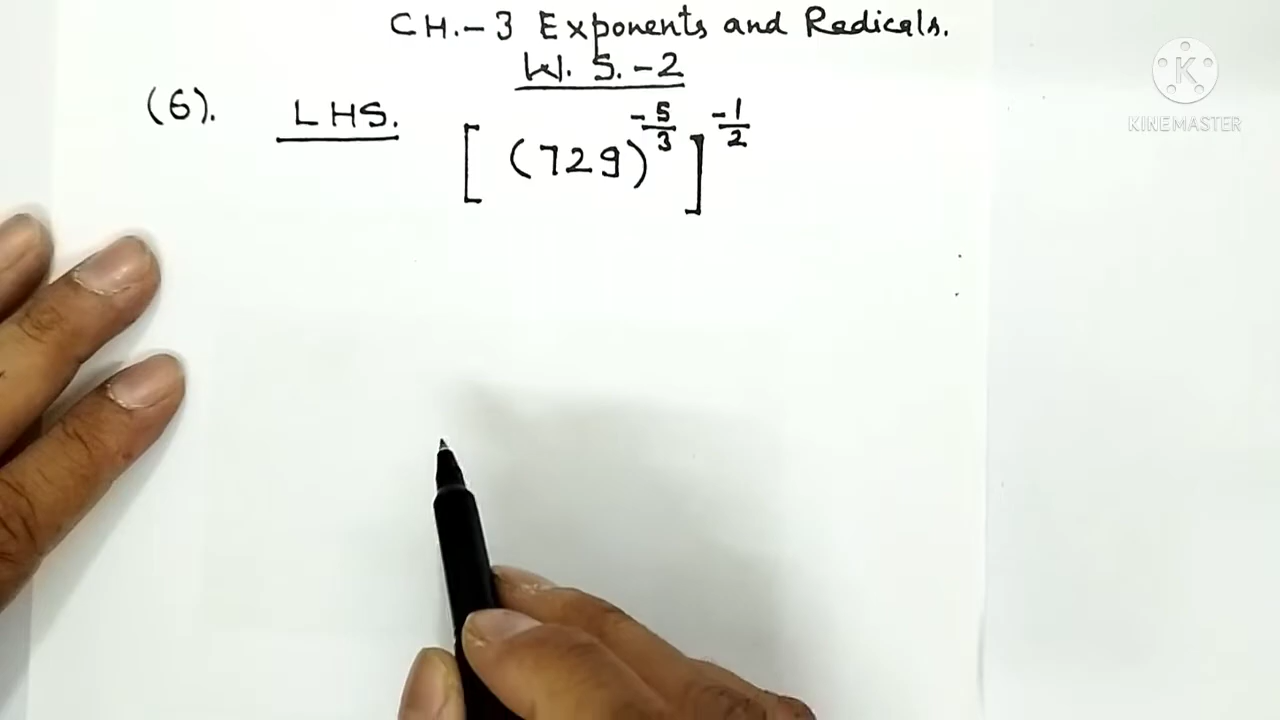 CH.-3 Exponents and Radicals.
W. S.-2
(6). LHS. [(729)^{-5/3}]^{-1/2}
K
KINEMASTER